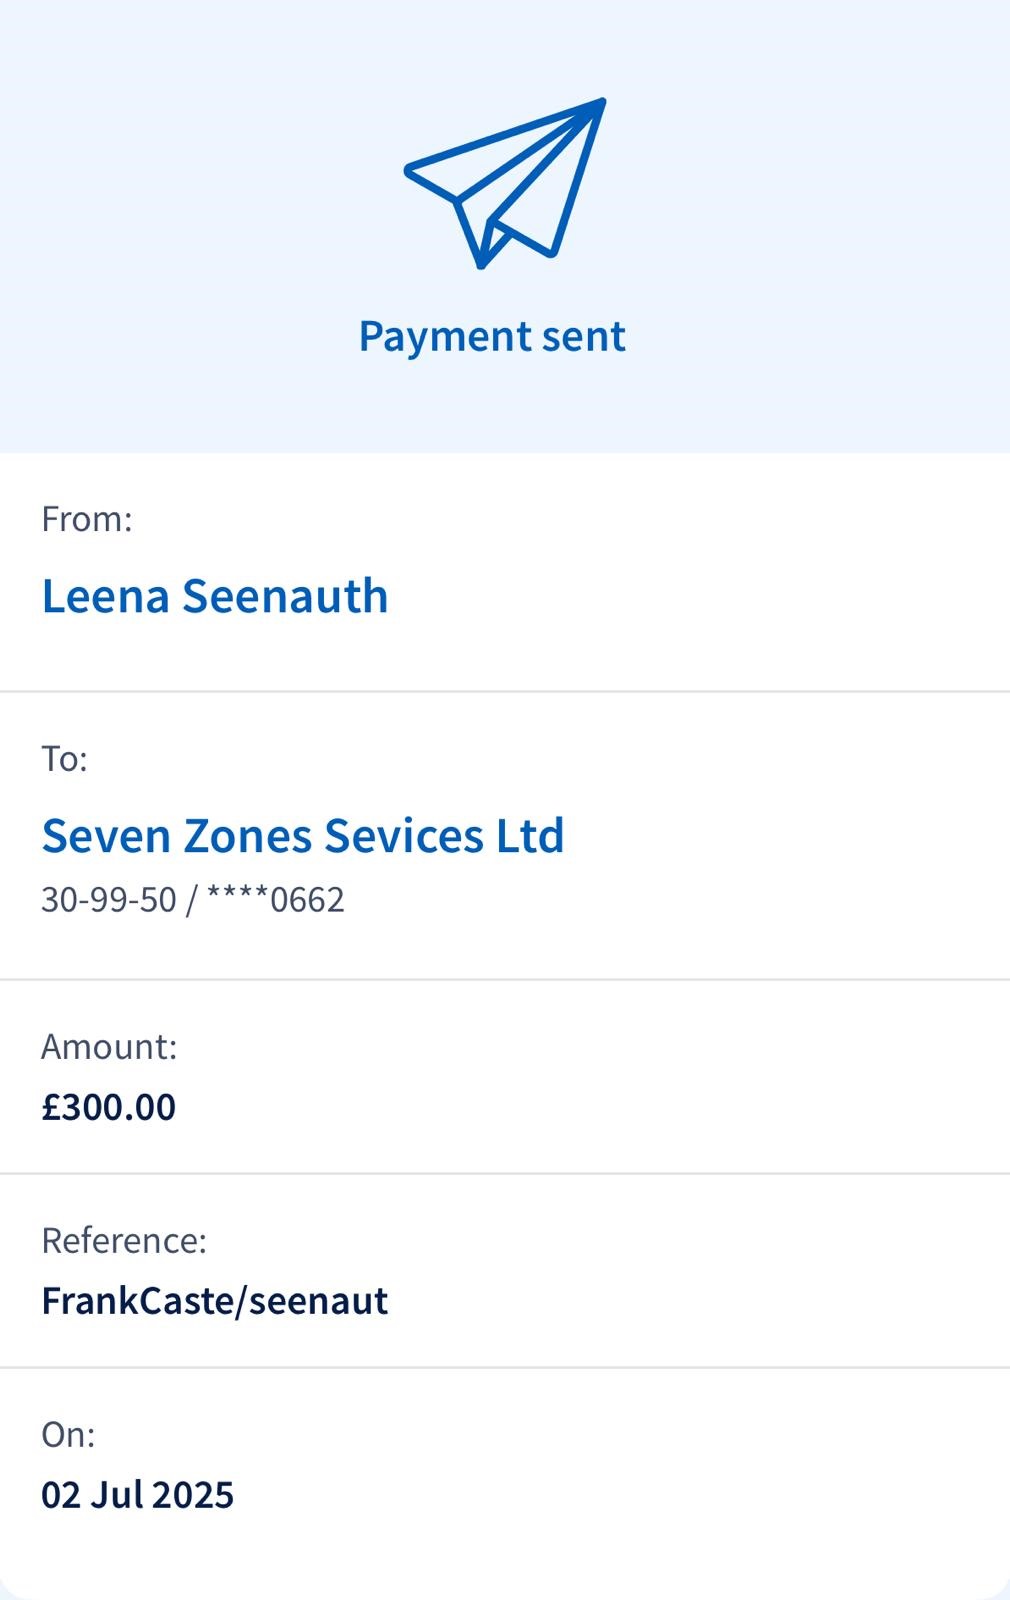 Payment sent
From:
Leena Seenauth
To:
Seven Zones Sevices Ltd
30-99-50 / ****0662
Amount:
£300.00
Reference:
FrankCaste/seenaut
On:
02 Jul 2025